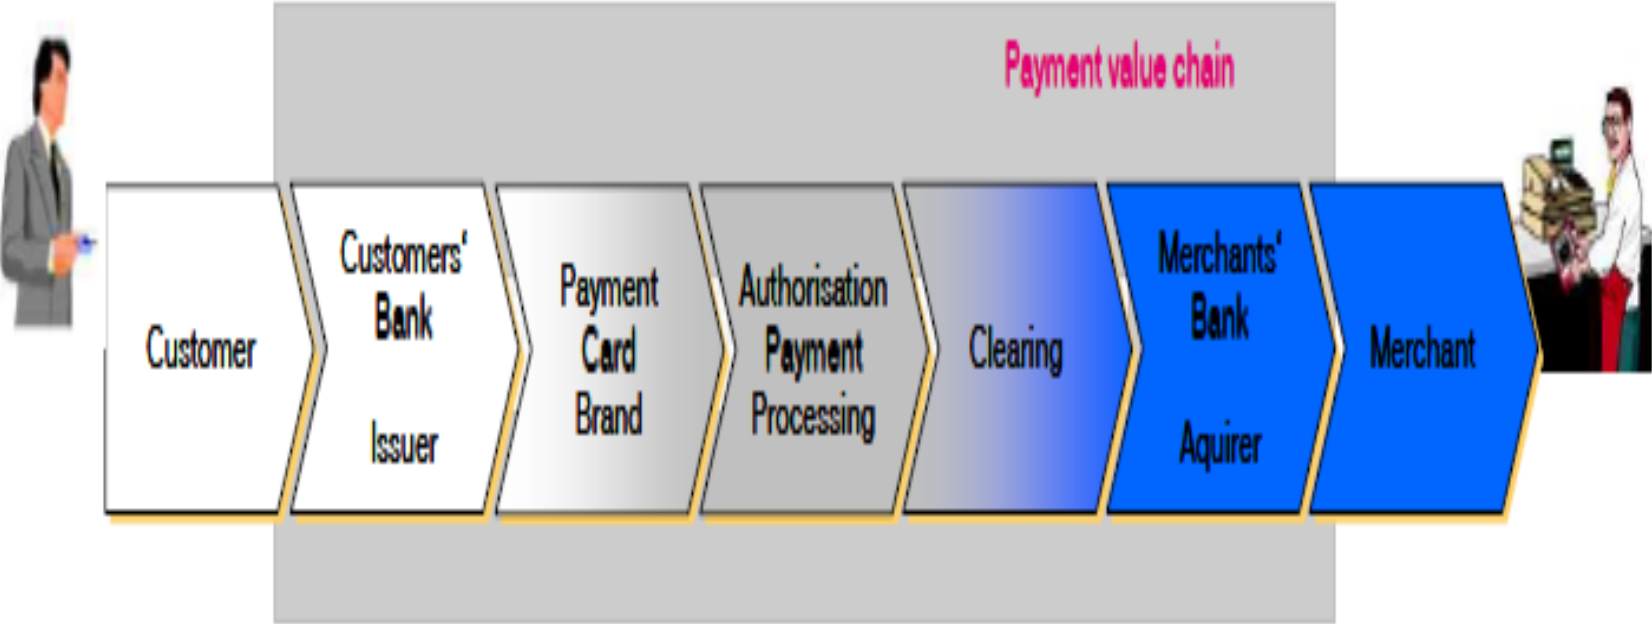 Payment value chain
Customer
Customers‘
Bank
Issuer
Payment
Card
Brand
Authorisation
Payment
Processing
Clearing
Merchants‘
Bank
Aquirer
Merchant